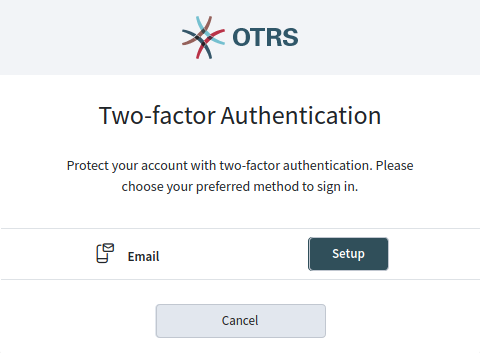 OTRS
Two-factor Authentication
Protect your account with two-factor authentication. Please
choose your preferred method to sign in.
Email
Setup
Cancel